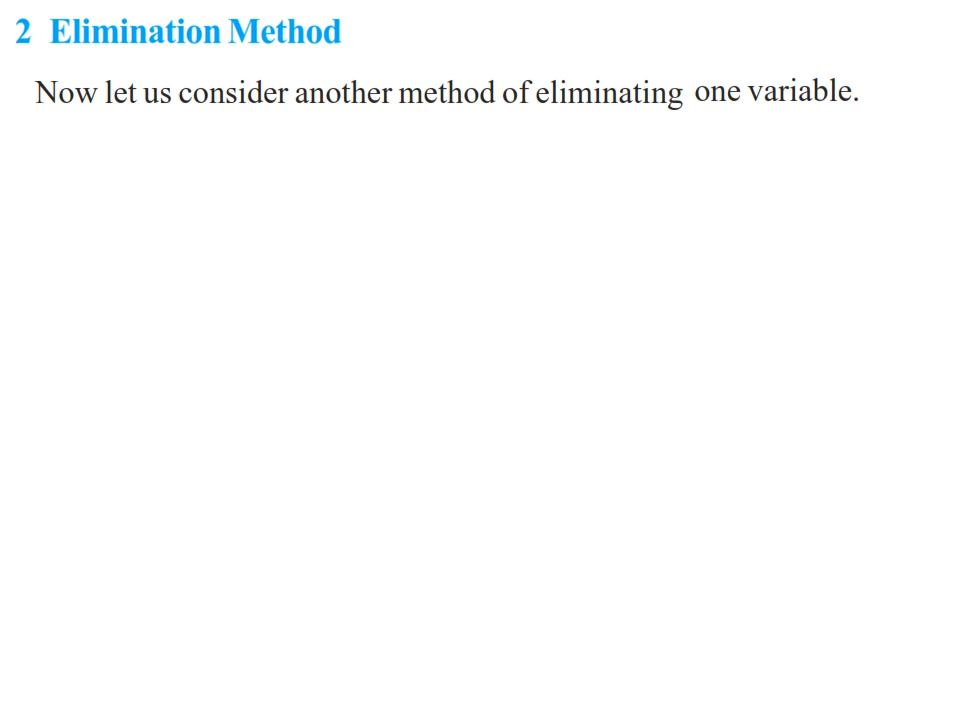 2 Elimination Method
Now let us consider another method of eliminating one variable.